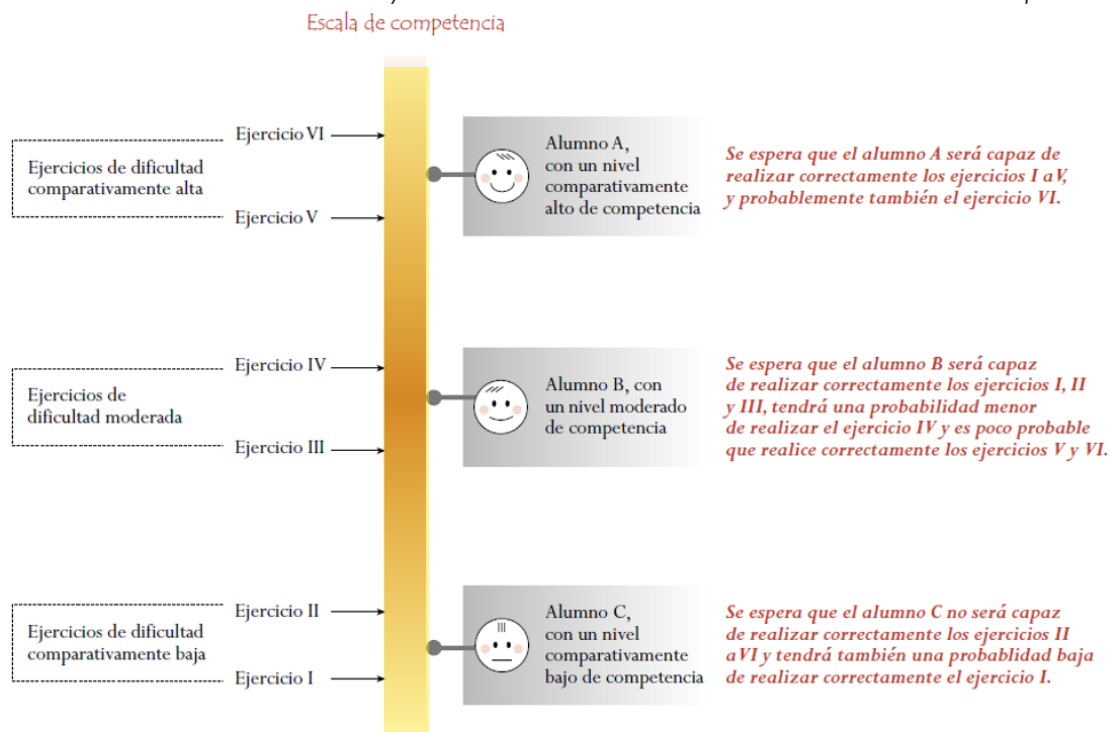 Escala de competencia
Ejercicio VI
Ejercicios de dificultad
comparativamente alta
Ejercicio V
Alumno A,
con un nivel
comparativamente
alto de competencia
Se espera que el alumno A será capaz de
realizar correctamente los ejercicios I a V,
y probablemente también el ejercicio VI.
Ejercicio IV
Ejercicios de
dificultad moderada
Ejercicio III
Alumno B, con
un nivel moderado
de competencia
Se espera que el alumno B será capaz
de realizar correctamente los ejercicios I, II
y III, tendrá una probabilidad menor
de realizar el ejercicio IV y es poco probable
que realice correctamente los ejercicios V y VI.
Ejercicio II
Ejercicios de dificultad
comparativamente baja
Ejercicio I
Alumno C,
con un nivel
comparativamente
bajo de competencia
Se espera que el alumno C no será capaz
de realizar correctamente los ejercicios II
a VI y tendrá también una probablidad baja
de realizar correctamente el ejercicio I.